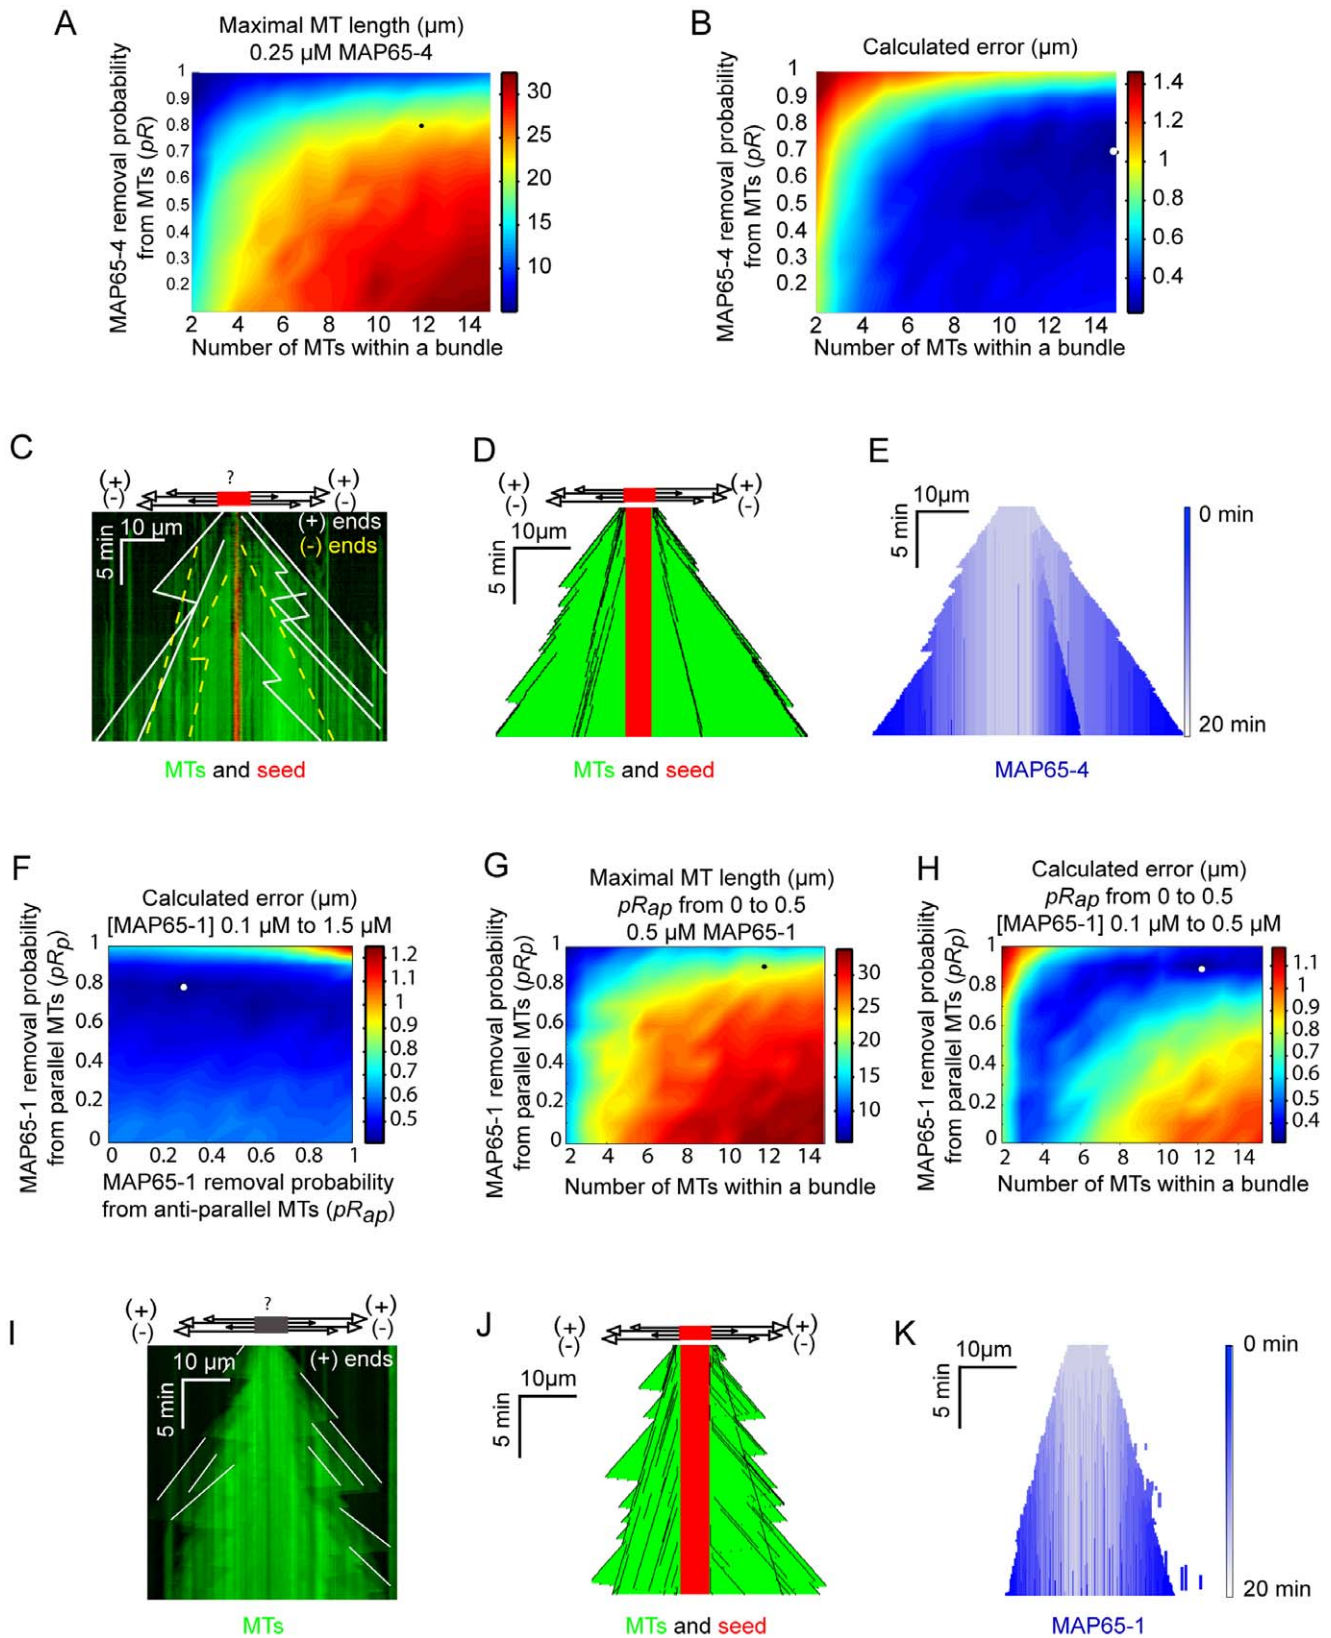 A
Maximal MT length (µm)
0.25 µM MAP65-4
MAP65-4 removal probability
from MTs (pR)
1
0.9
0.8
0.7
0.6
0.5
0.4
0.3
0.2
2 4 6 8 10 12 14
Number of MTs within a bundle
30
25
20
15
10
B
Calculated error (µm)
MAP65-4 removal probability
from MTs (pR)
1
0.9
0.8
0.7
0.6
0.5
0.4
0.3
0.2
2 4 6 8 10 12 14
Number of MTs within a bundle
1.4
1.2
1
0.8
0.6
0.4
C
?
(+) (+)
(-) (-)
10 µm
5 min
(+) ends
(-) ends
MTs and seed
D
(+) (+)
(-) (-)
10µm
5 min
MTs and seed
E
10µm
5 min
0 min
20 min
MAP65-4
F
Calculated error (µm)
[MAP65-1] 0.1 µM to 1.5 µM
MAP65-1 removal probability
from parallel MTs (pRp)
1
0.8
0.6
0.4
0.2
0
0 0.2 0.4 0.6 0.8 1
MAP65-1 removal probability
from anti-parallel MTs (pRap)
1.2
1.1
1
0.9
0.8
0.7
0.6
0.5
G
Maximal MT length (µm)
pRap from 0 to 0.5
0.5 µM MAP65-1
MAP65-1 removal probability
from parallel MTs (pRp)
1
0.8
0.6
0.4
0.2
0
2 4 6 8 10 12 14
Number of MTs within a bundle
30
25
20
15
10
H
Calculated error (µm)
pRap from 0 to 0.5
[MAP65-1] 0.1 µM to 0.5 µM
MAP65-1 removal probability
from parallel MTs (pRp)
1
0.8
0.6
0.4
0.2
0
2 4 6 8 10 12 14
Number of MTs within a bundle
1.1
1
0.9
0.8
0.7
0.6
0.5
0.4
I
?
(+) (+)
(-) (-)
10 µm
5 min
(+) ends
MTs
J
(+) (+)
(-) (-)
10µm
5 min
MTs and seed
K
10µm
5 min
0 min
20 min
MAP65-1